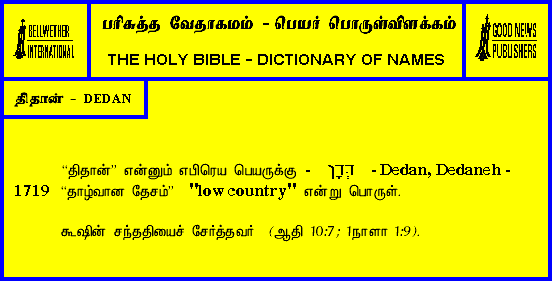 BELLWETHER
INTERNATIONAL
பரிசுத்த வேதாகமம் - பெயர் பொருள்விளக்கம்
THE HOLY BIBLE - DICTIONARY OF NAMES
GOOD NEWS
PUBLISHERS
திதான் - DEDAN
“திதான்” என்னும் எபிரெய பெயருக்கு - דְּדָן - Dedan, Dedaneh -
1719 “தாழ்வான தேசம்” "low country" என்று பொருள்.
கூஷின் சந்ததியைச் சேர்த்தவர் (ஆதி 10:7; 1நாளா 1:9).